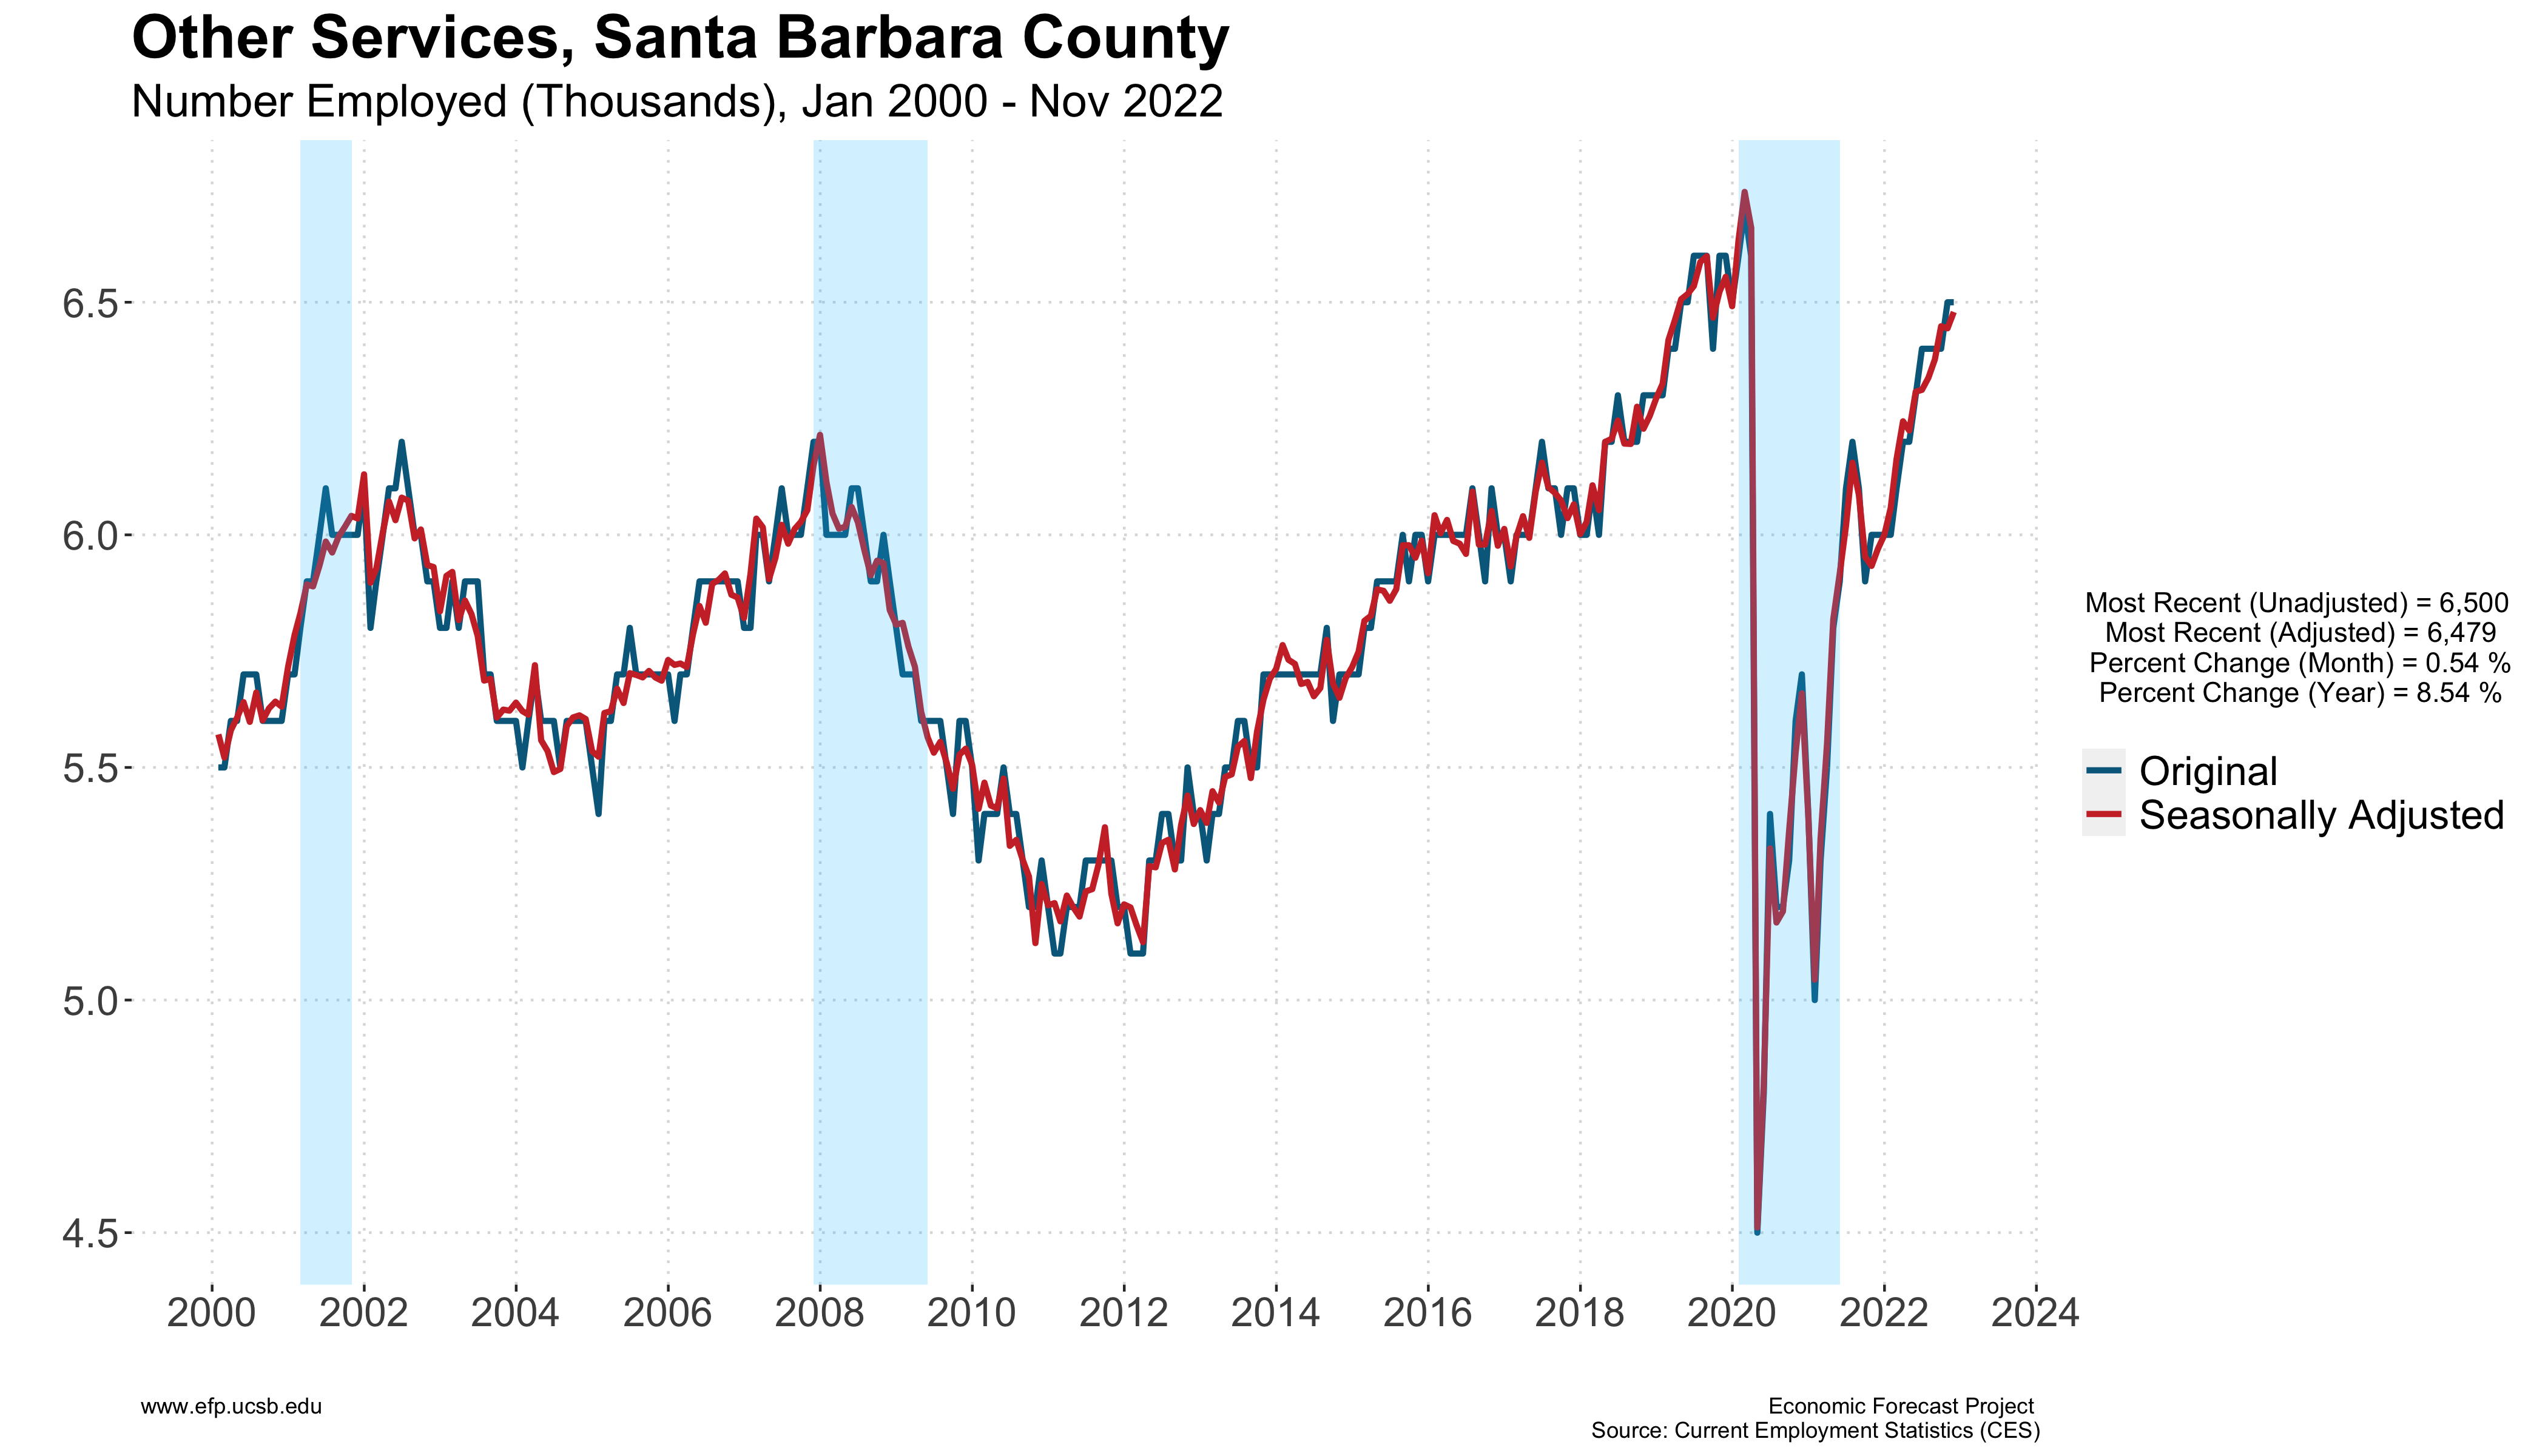 Other Services, Santa Barbara County
Number Employed (Thousands), Jan 2000 - Nov 2022
6.5
6.0
5.5
5.0
4.5
2000 2002 2004 2006 2008 2010 2012 2014 2016 2018 2020 2022 2024
Most Recent (Unadjusted) = 6,500
Most Recent (Adjusted) = 6,479
Percent Change (Month) = 0.54 %
Percent Change (Year) = 8.54 %
Original
Seasonally Adjusted
www.efp.ucsb.edu
Economic Forecast Project
Source: Current Employment Statistics (CES)